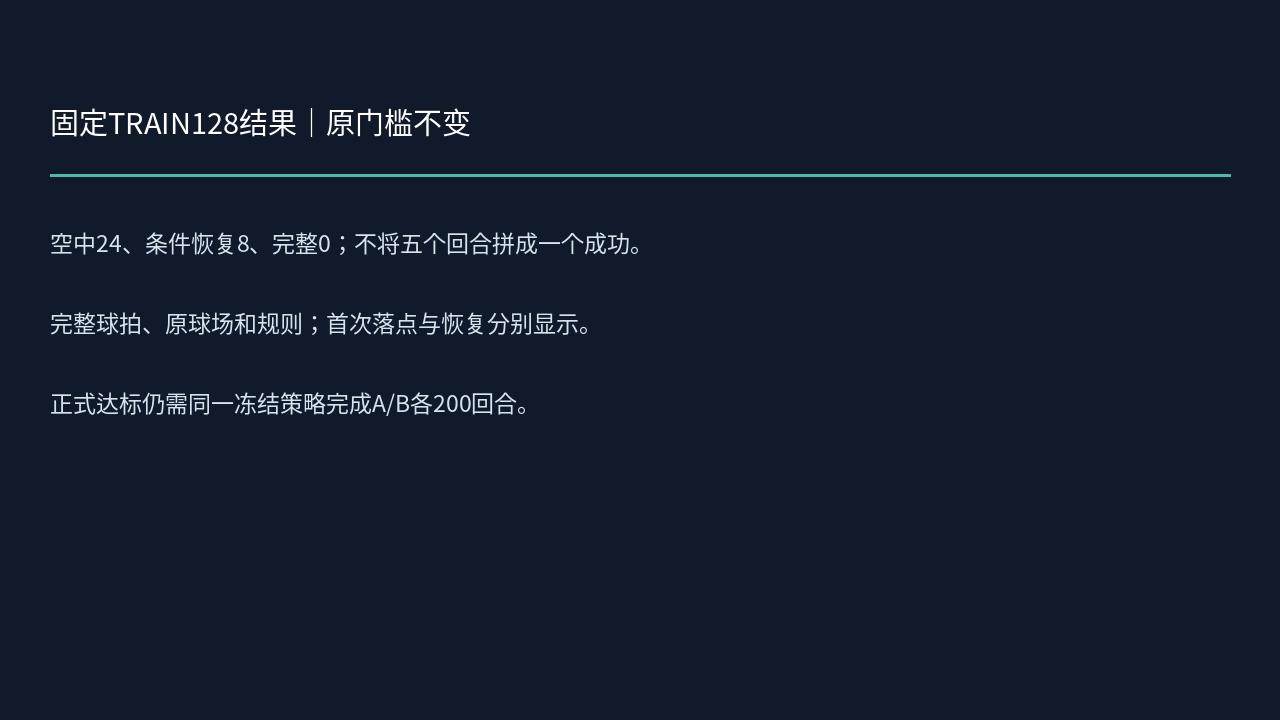 固定TRAIN128结果｜原门槛不变
空中24、条件恢复8、完整0；不将五个回合拼成一个成功。
完整球拍、原球场和规则；首次落点与恢复分别显示。
正式达标仍需同一冻结策略完成A/B各200回合。